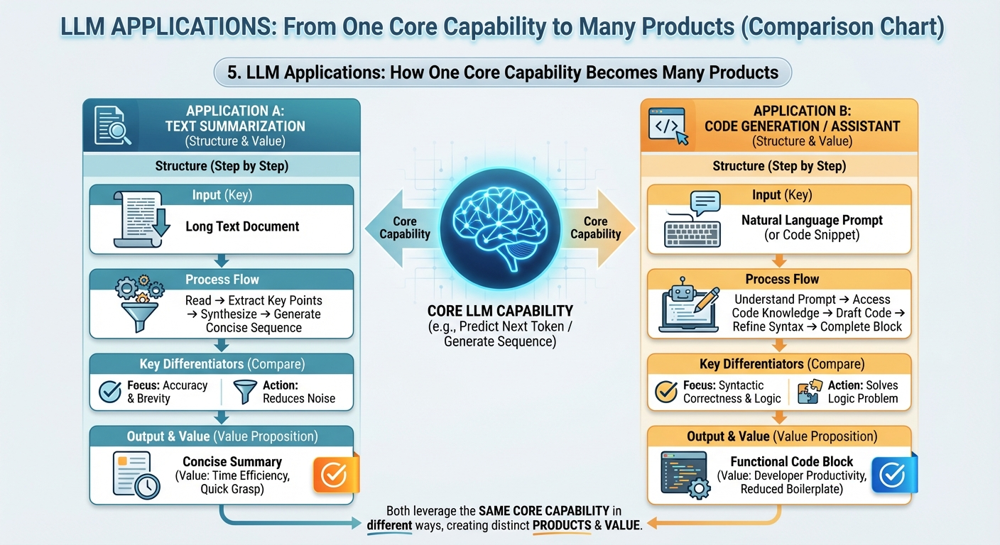 LLM APPLICATIONS: From One Core Capability to Many Products (Comparison Chart)
5. LLM Applications: How One Core Capability Becomes Many Products
APPLICATION A:
TEXT SUMMARIZATION
(Structure & Value)
Structure (Step by Step)
Input (Key)
Long Text Document
Process Flow
Read → Extract Key Points
→ Synthesize → Generate
Concise Sequence
Key Differentiators (Compare)
Focus: Accuracy
& Brevity
Action:
Reduces Noise
Output & Value (Value Proposition)
Concise Summary
(Value: Time Efficiency,
Quick Grasp)
Core
Capability
Core
Capability
CORE LLM CAPABILITY
(e.g., Predict Next Token /
Generate Sequence)
APPLICATION B:
CODE GENERATION / ASSISTANT
(Structure & Value)
Structure (Step by Step)
</>
Input (Key)
Natural Language Prompt
(or Code Snippet)
Process Flow
Understand Prompt → Access
Code Knowledge → Draft Code →
Refine Syntax → Complete Block
Key Differentiators (Compare)
Focus: Syntactic
Correctness & Logic
Action: Solves
Logic Problem
Output & Value (Value Proposition)
Functional Code Block
(Value: Developer Productivity,
Reduced Boilerplate)
Both leverage the SAME CORE CAPABILITY in
different ways, creating distinct PRODUCTS & VALUE.